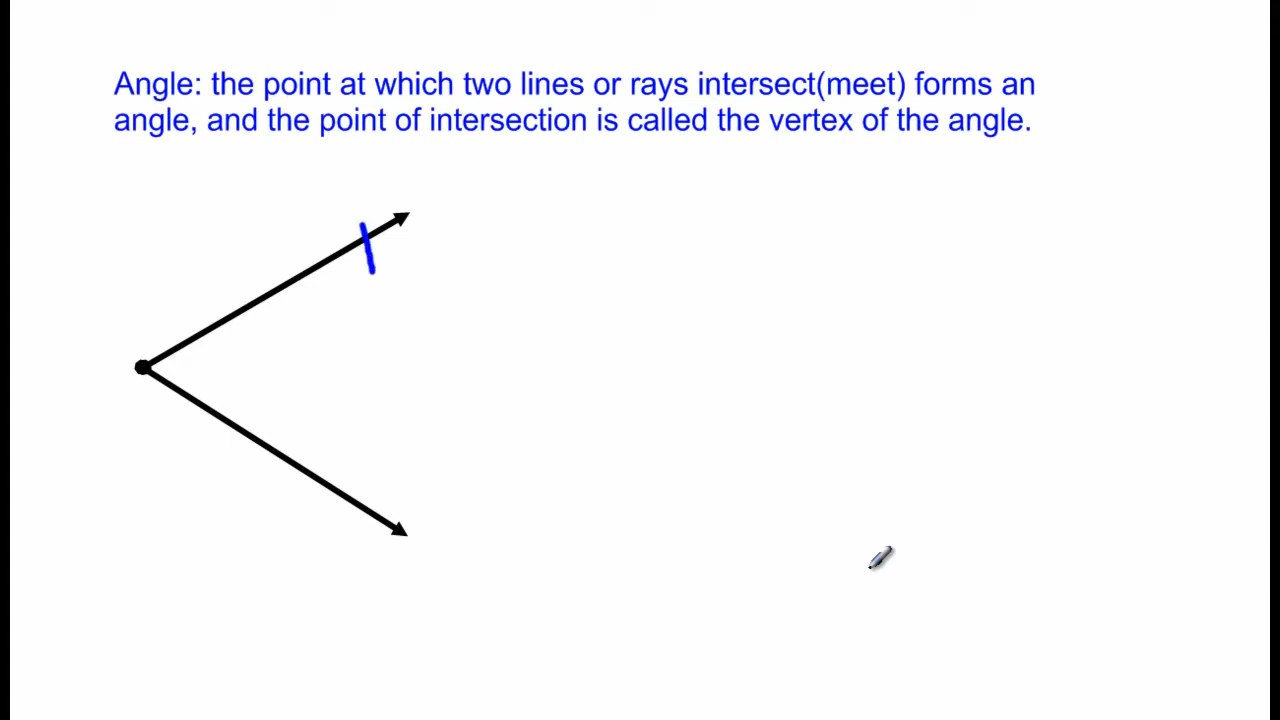 Angle: the point at which two lines or rays intersect(meet) forms an
angle, and the point of intersection is called the vertex of the angle.